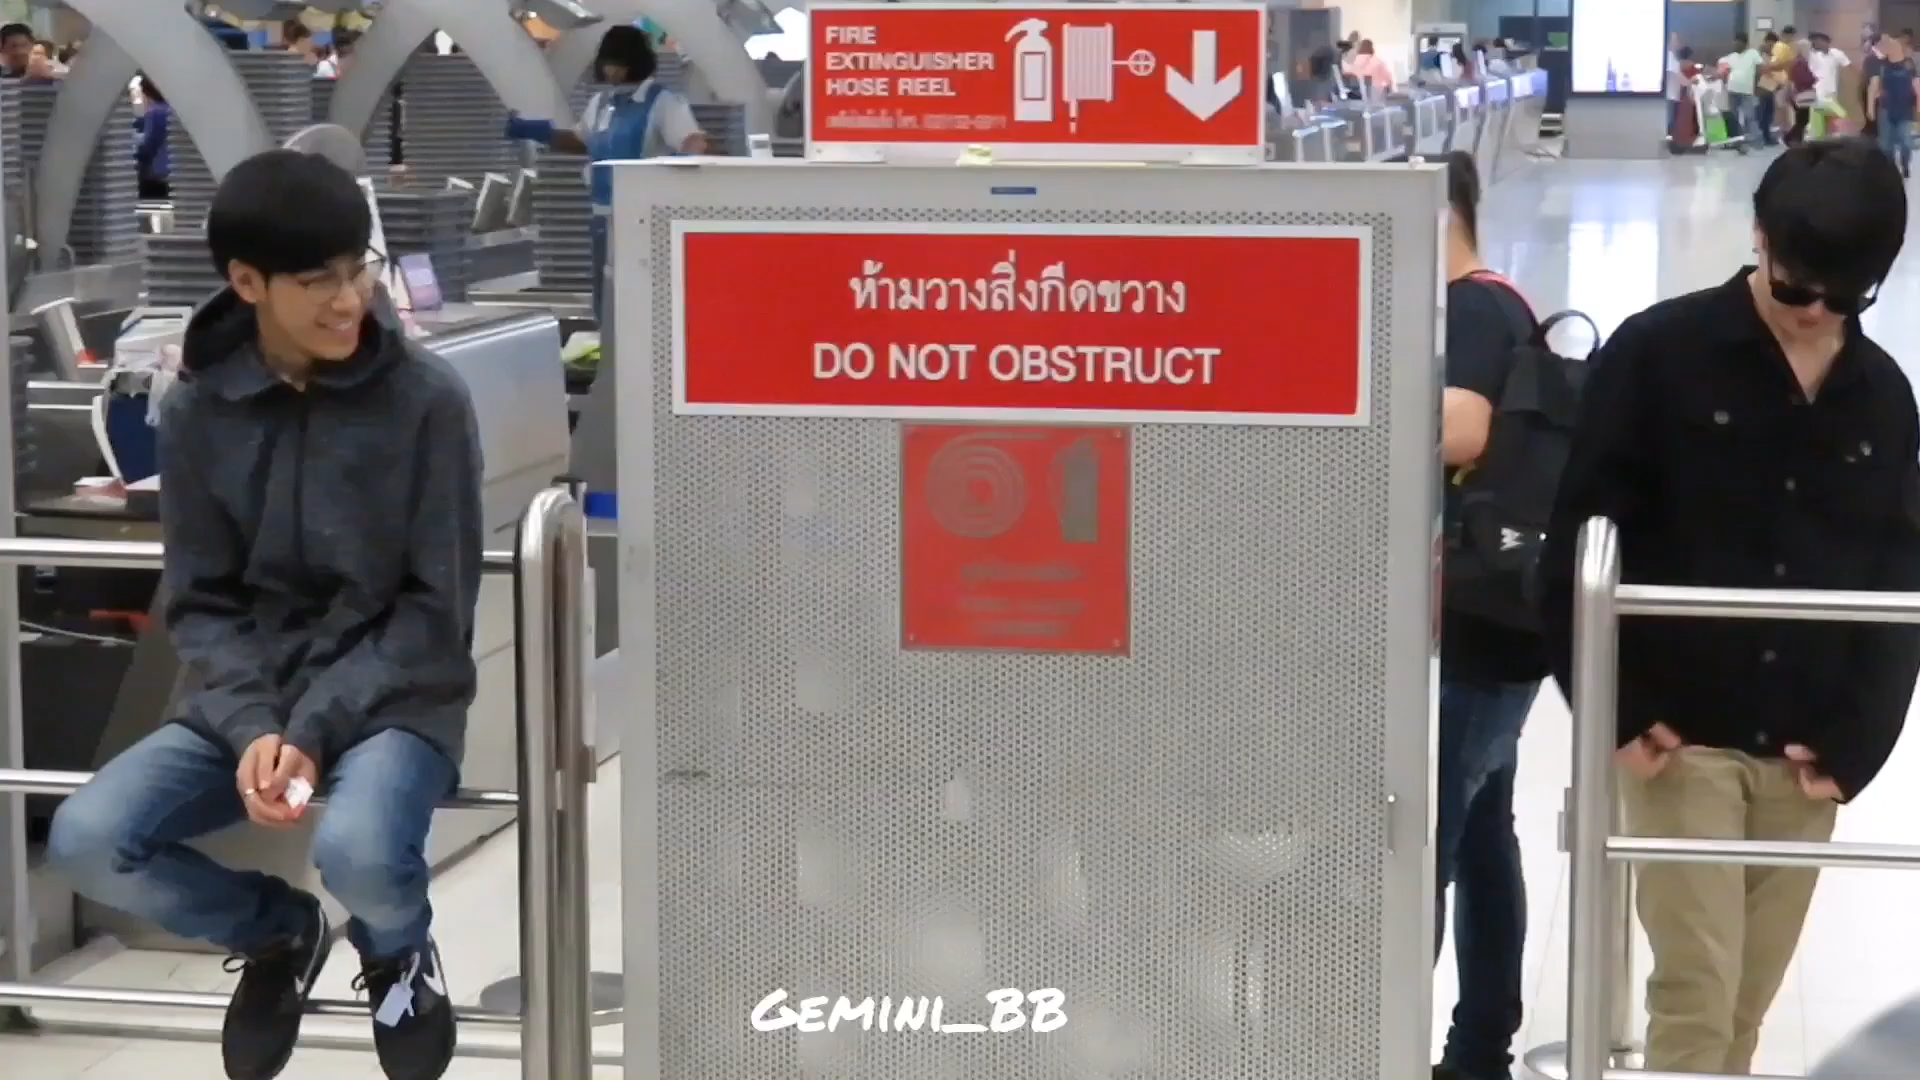 FIRE
EXTINGUISHER
HOSE REEL
ห้ามวางสิ่งกีดขวาง
DO NOT OBSTRUCT
GEMINI_BB